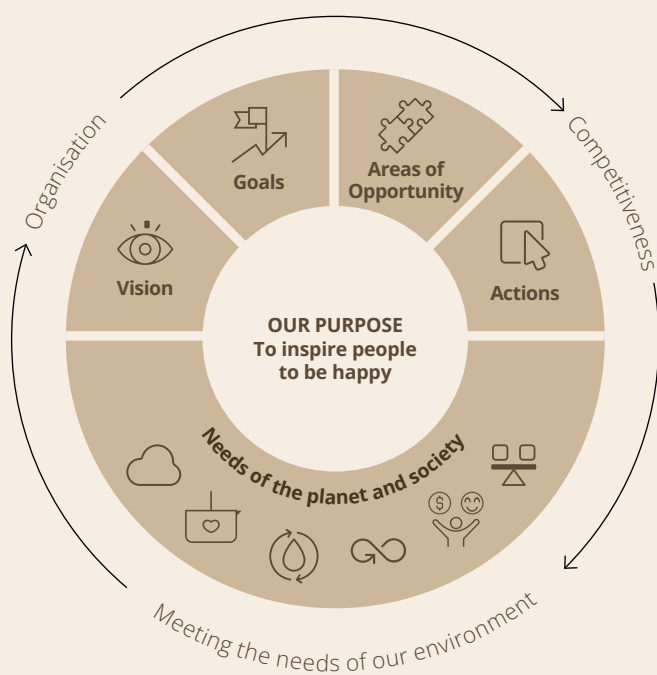 Organisation
Competitiveness
Goals
Areas of
Opportunity
Vision
Actions
OUR PURPOSE
To inspire people
to be happy
Needs of the planet and society
$
Meeting the needs of our environment